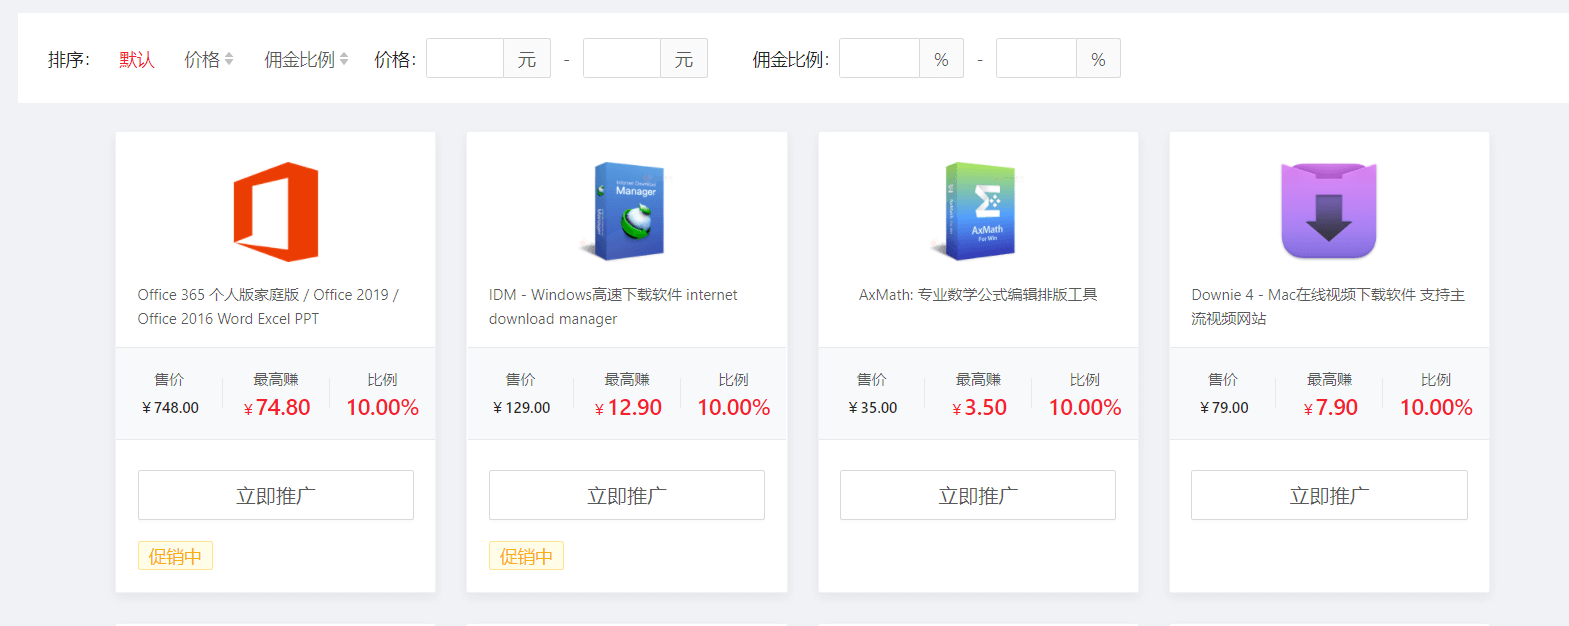 排序： 默认 价格 佣金比例 价格： 元 - 元 佣金比例： % - %
Internet Download
Manager
Manager
AxMath
For Win
Office 365 个人版家庭版 / Office 2019 /
Office 2016 Word Excel PPT
IDM - Windows高速下载软件 internet
download manager
AxMath: 专业数学公式编辑排版工具
Downie 4 - Mac在线视频下载软件 支持主
流视频网站
售价 最高赚 比例
¥748.00 ¥74.80 10.00%
售价 最高赚 比例
¥129.00 ¥12.90 10.00%
售价 最高赚 比例
¥35.00 ¥3.50 10.00%
售价 最高赚 比例
¥79.00 ¥7.90 10.00%
立即推广
立即推广
立即推广
立即推广
促销中
促销中